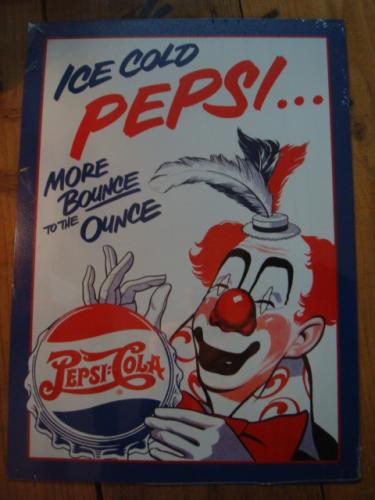 ICE COLD
PEPSI...
MORE
BOUNCE
TO THE OUNCE
PEPSI:COLA